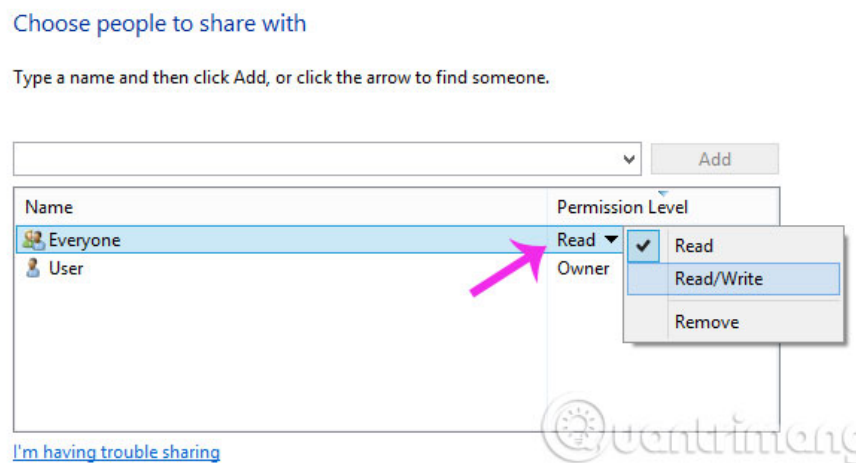 Choose people to share with
Type a name and then click Add, or click the arrow to find someone.
Add
Name Permission Level
Everyone Read
User Owner
Read
Read/Write
Remove
I'm having trouble sharing
Quantrimang